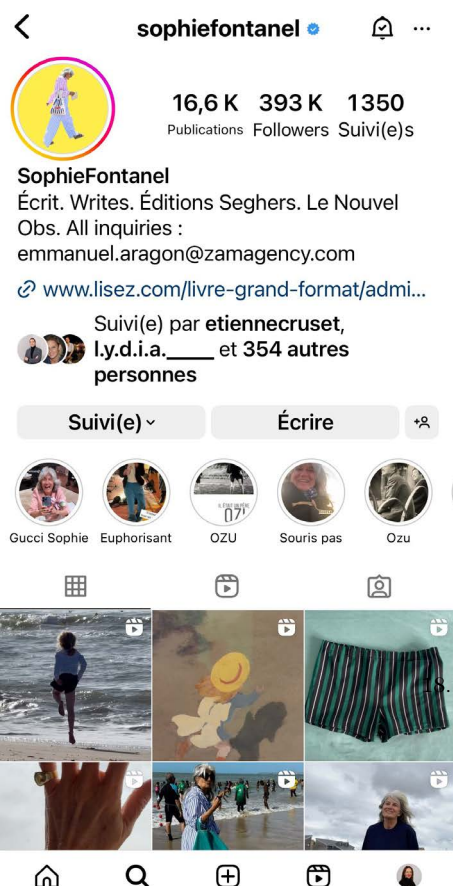 sophiefontanel
16,6 K 393 K 1350
Publications Followers Suivi(e)s
SophieFontanel
Écrit. Writes. Éditions Seghers. Le Nouvel
Obs. All inquiries :
emmanuel.aragon@zamagency.com
www.lisez.com/livre-grand-format/admi...
Suivi(e) par etiennecruset,
l.y.d.i.a._____ et 354 autres
personnes
Suivi(e) Écrire
Gucci Sophie Euphorisant OZU Souris pas Ozu
18.